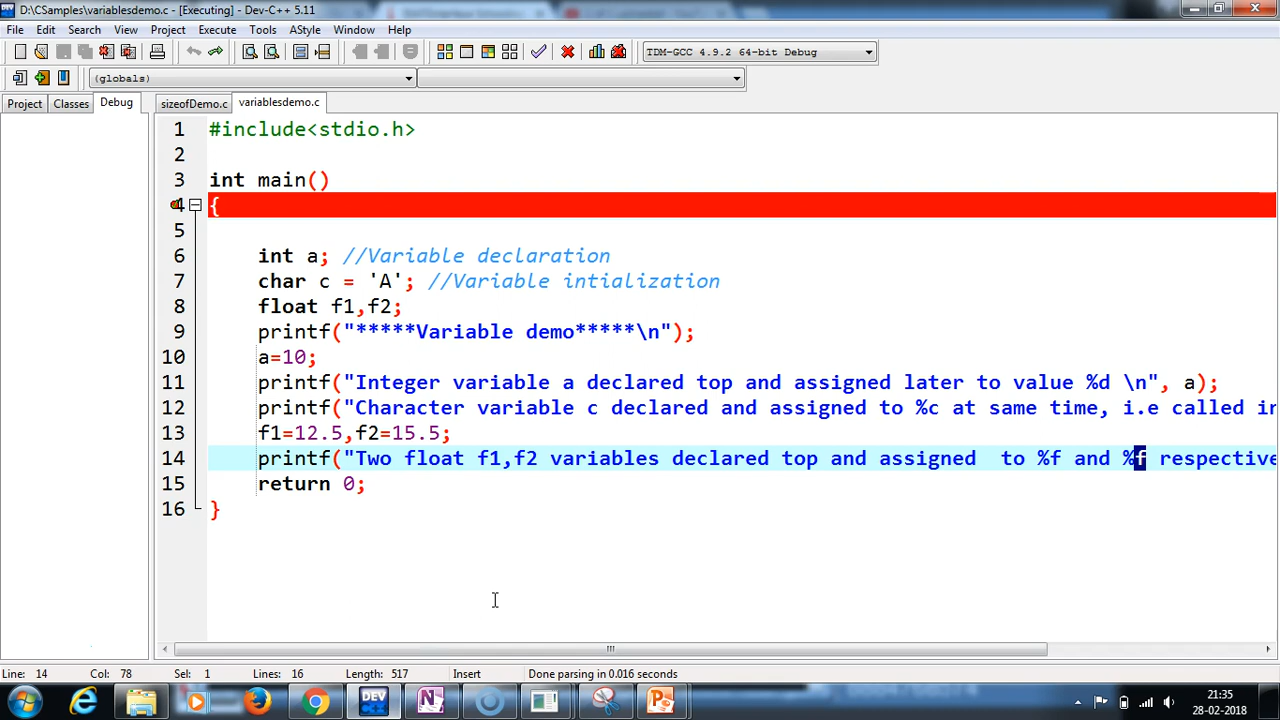 D:\CSamples\variablesdemo.c - [Executing] - Dev-C++ 5.11
File Edit Search View Project Execute Tools AStyle Window Help
TDM-GCC 4.9.2 64-bit Debug
(globals)
Project Classes Debug sizeofDemo.c variablesdemo.c
1 #include<stdio.h>
2
3 int main()
4 {
5
6 int a; //Variable declaration
7 char c = 'A'; //Variable intialization
8 float f1,f2;
9 printf("*****Variable demo*****\n");
10 a=10;
11 printf("Integer variable a declared top and assigned later to value %d \n", a);
12 printf("Character variable c declared and assigned to %c at same time, i.e called in
13 f1=12.5,f2=15.5;
14 printf("Two float f1,f2 variables declared top and assigned  to %f and %f respective
15 return 0;
16 }
Line: 14 Col: 78 Sel: 1 Lines: 16 Length: 517 Insert Done parsing in 0.016 seconds
DEV
21:35
28-02-2018